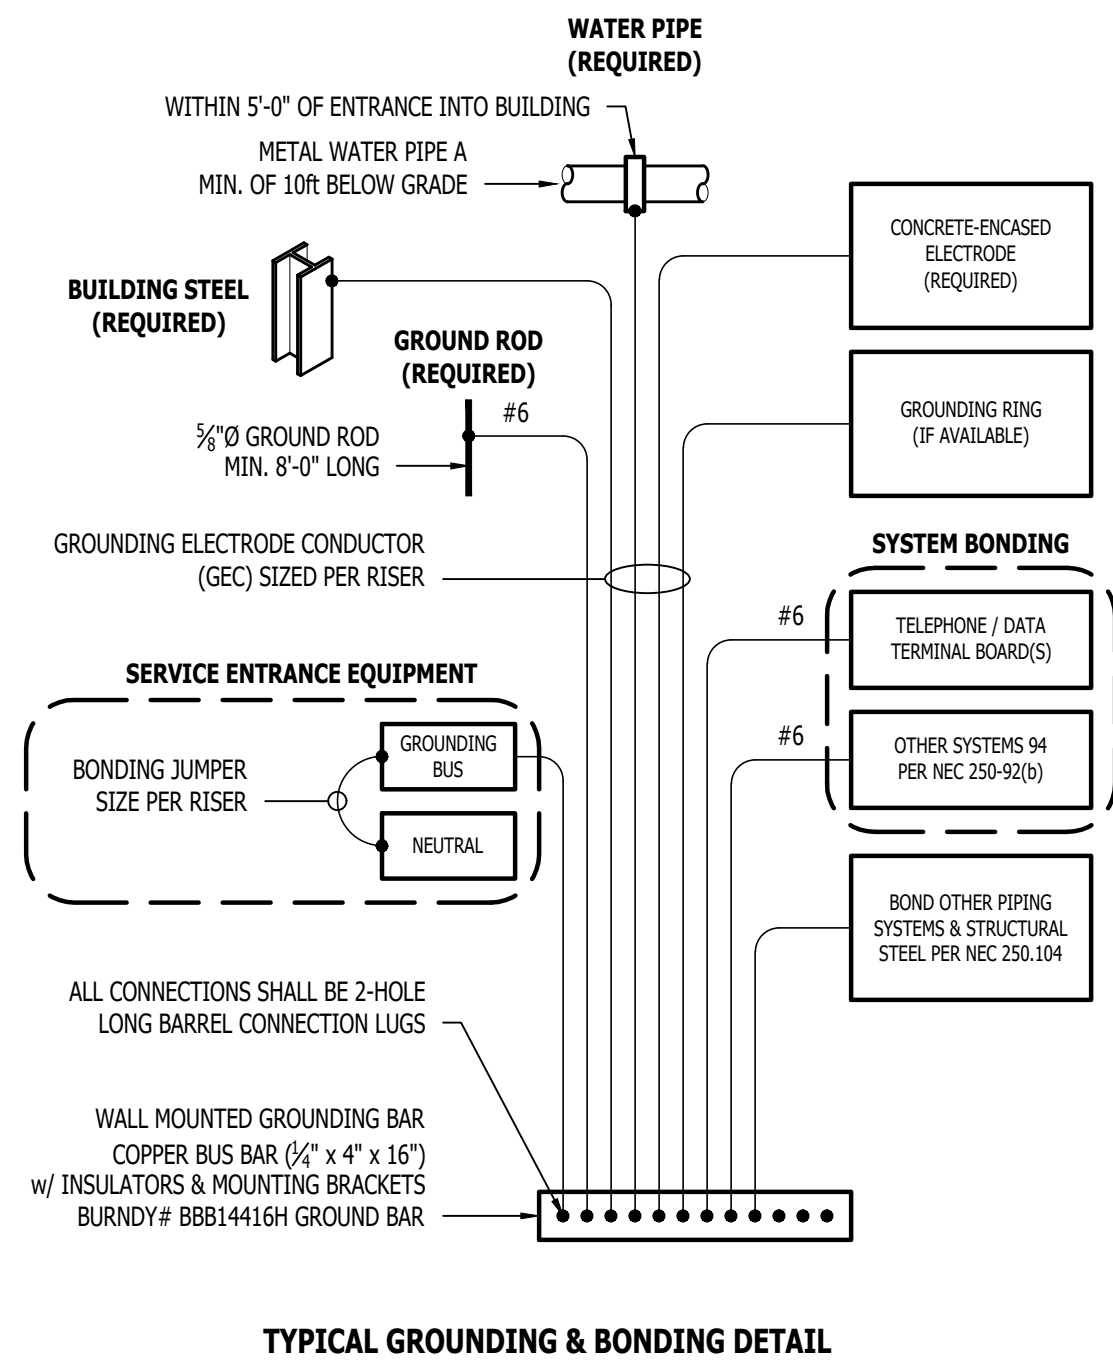 WATER PIPE
(REQUIRED)
WITHIN 5'-0" OF ENTRANCE INTO BUILDING
METAL WATER PIPE A
MIN. OF 10ft BELOW GRADE
CONCRETE-ENCASED
ELECTRODE
(REQUIRED)
BUILDING STEEL
(REQUIRED)
GROUND ROD
(REQUIRED)
#6
5/8"Ø GROUND ROD
MIN. 8'-0" LONG
GROUNDING RING
(IF AVAILABLE)
GROUNDING ELECTRODE CONDUCTOR
(GEC) SIZED PER RISER
SYSTEM BONDING
#6
TELEPHONE / DATA
TERMINAL BOARD(S)
#6
OTHER SYSTEMS 94
PER NEC 250-92(b)
SERVICE ENTRANCE EQUIPMENT
GROUNDING
BUS
BONDING JUMPER
SIZE PER RISER
NEUTRAL
BOND OTHER PIPING
SYSTEMS & STRUCTURAL
STEEL PER NEC 250.104
ALL CONNECTIONS SHALL BE 2-HOLE
LONG BARREL CONNECTION LUGS
WALL MOUNTED GROUNDING BAR
COPPER BUS BAR (1/4" x 4" x 16")
w/ INSULATORS & MOUNTING BRACKETS
BURNDY# BBB14416H GROUND BAR
TYPICAL GROUNDING & BONDING DETAIL